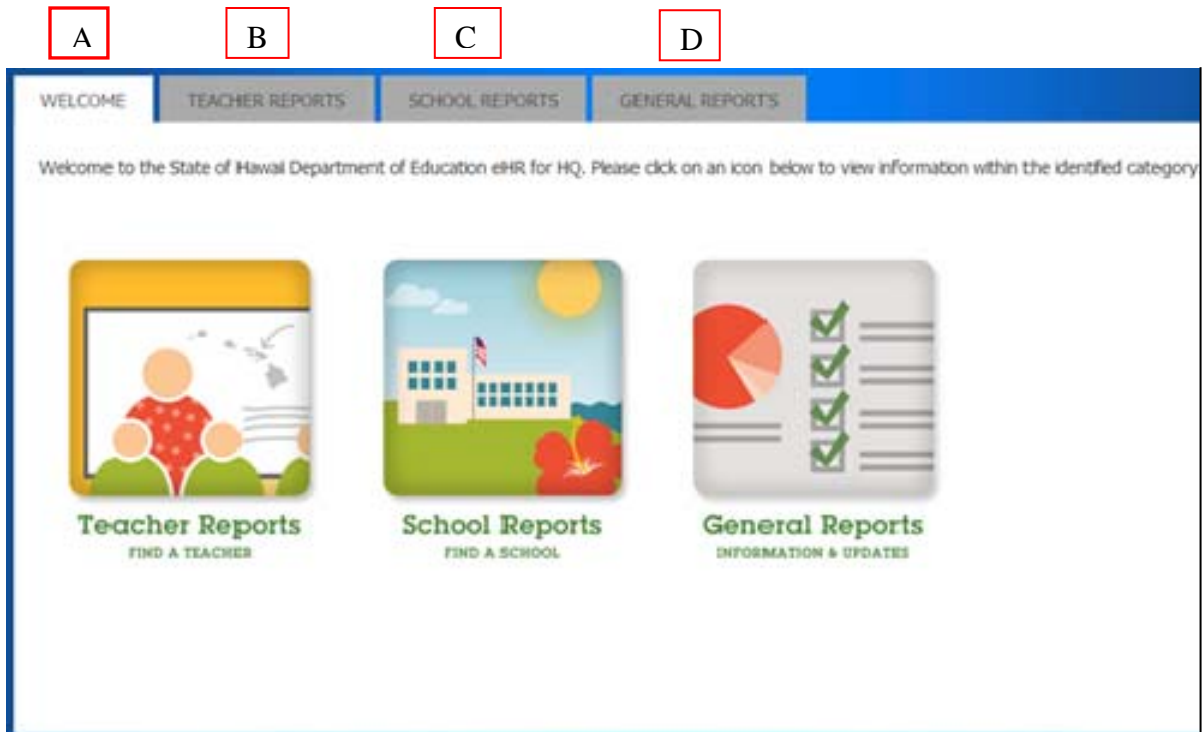 A B C D
WELCOME TEACHER REPORTS SCHOOL REPORTS GENERAL REPORTS
Welcome to the State of Hawaii Department of Education eHR for HQ. Please click on an icon below to view information within the identified category
Teacher Reports School Reports General Reports
FIND A TEACHER FIND A SCHOOL INFORMATION & UPDATES